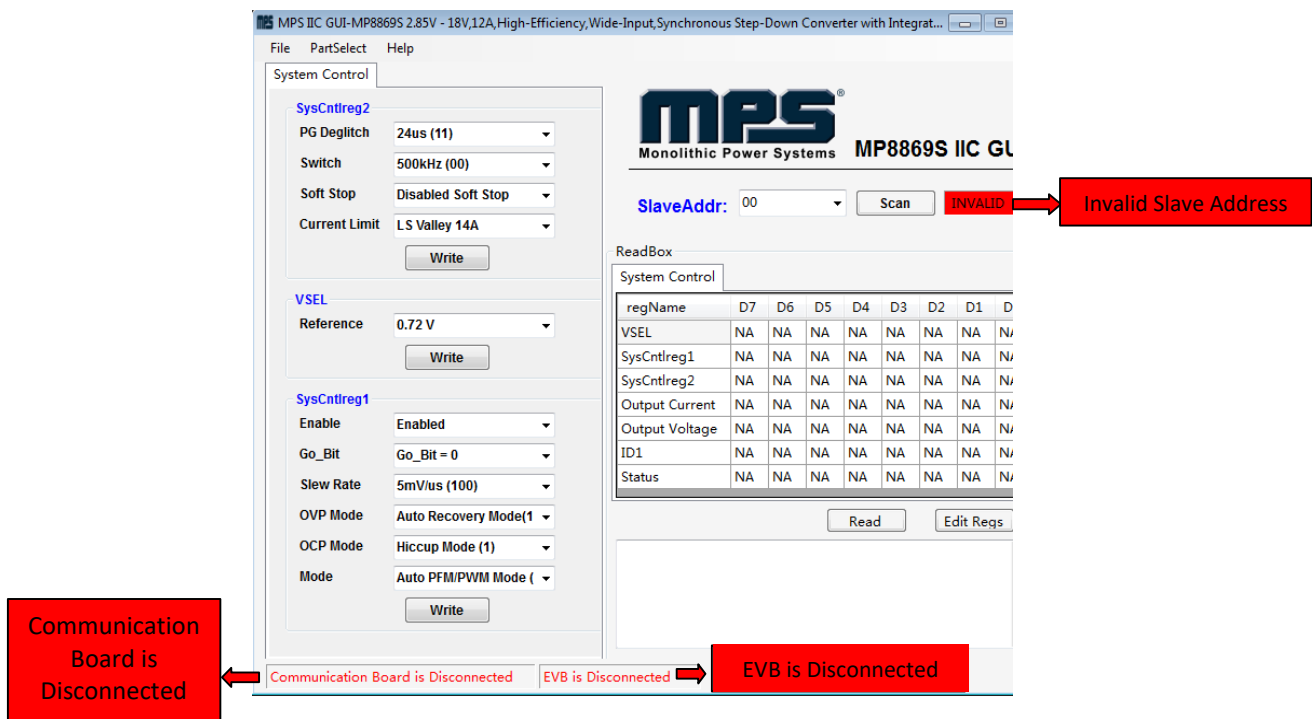 mps MPS IIC GUI-MP8869S 2.85V - 18V,12A,High-Efficiency,Wide-Input,Synchronous Step-Down Converter with Integrat...
File PartSelect Help
System Control
SysCntlreg2
PG Deglitch 24us (11)
Switch 500kHz (00)
Soft Stop Disabled Soft Stop
Current Limit LS Valley 14A
Write
VSEL
Reference 0.72 V
Write
SysCntlreg1
Enable Enabled
Go_Bit Go_Bit = 0
Slew Rate 5mV/us (100)
OVP Mode Auto Recovery Mode(1
OCP Mode Hiccup Mode (1)
Mode Auto PFM/PWM Mode (
Write
mps®
Monolithic Power Systems MP8869S IIC GU
SlaveAddr: 00 Scan INVALID
Invalid Slave Address
ReadBox
System Control
regName D7 D6 D5 D4 D3 D2 D1 D
VSEL NA NA NA NA NA NA NA NA
SysCntlreg1 NA NA NA NA NA NA NA NA
SysCntlreg2 NA NA NA NA NA NA NA NA
Output Current NA NA NA NA NA NA NA NA
Output Voltage NA NA NA NA NA NA NA NA
ID1 NA NA NA NA NA NA NA NA
Status NA NA NA NA NA NA NA NA
Read Edit Regs
Communication
Board is
Disconnected
Communication Board is Disconnected EVB is Disconnected
EVB is Disconnected